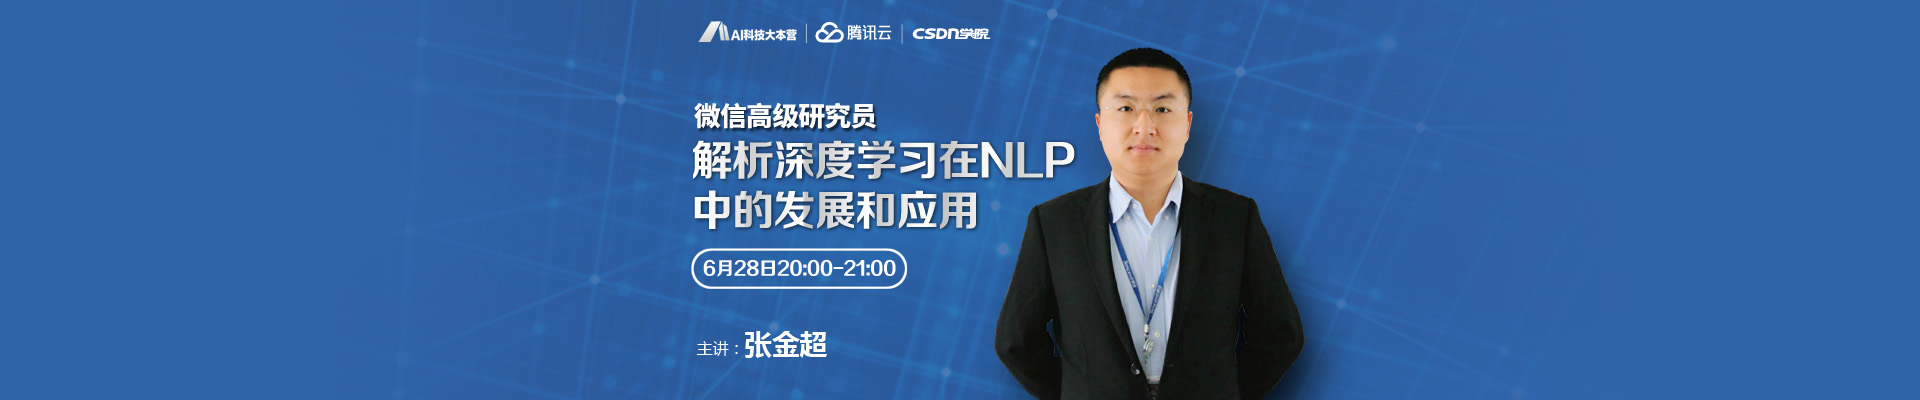 AI科技大本营 | 腾讯云 | CSDN学院
微信高级研究员
解析深度学习在NLP
中的发展和应用
6月28日20:00-21:00
主讲：张金超